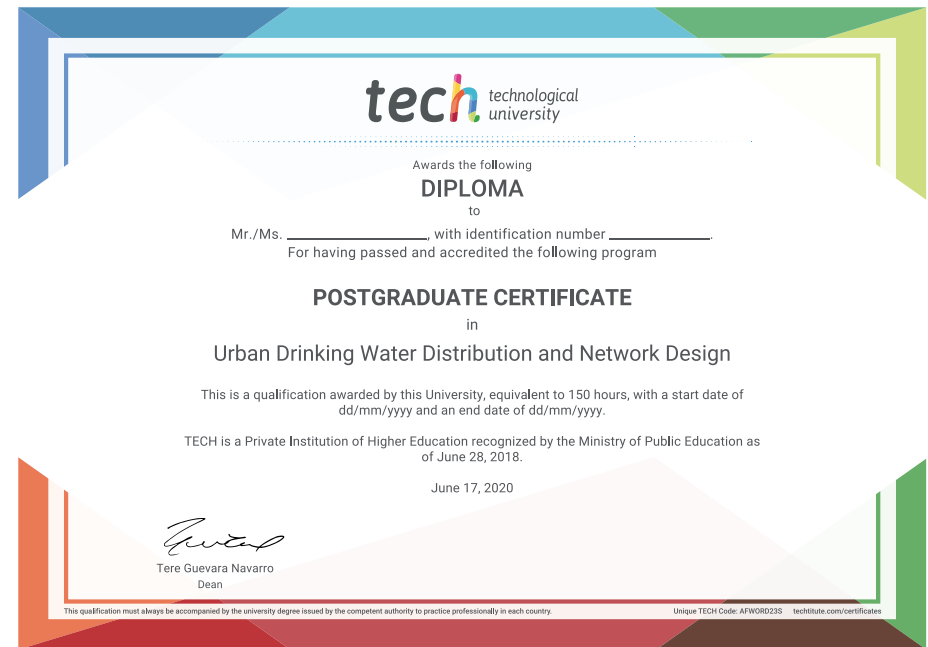 tech technological
university
Awards the following
DIPLOMA
to
Mr./Ms. ____________________, with identification number ______________.
For having passed and accredited the following program
POSTGRADUATE CERTIFICATE
in
Urban Drinking Water Distribution and Network Design
This is a qualification awarded by this University, equivalent to 150 hours, with a start date of
dd/mm/yyyy and an end date of dd/mm/yyyy.
TECH is a Private Institution of Higher Education recognized by the Ministry of Public Education as
of June 28, 2018.
June 17, 2020
Tere Guevara Navarro
Dean
This qualification must always be accompanied by the university degree issued by the competent authority to practice professionally in each country. Unique TECH Code: AFWORD23S techtitute.com/certificates